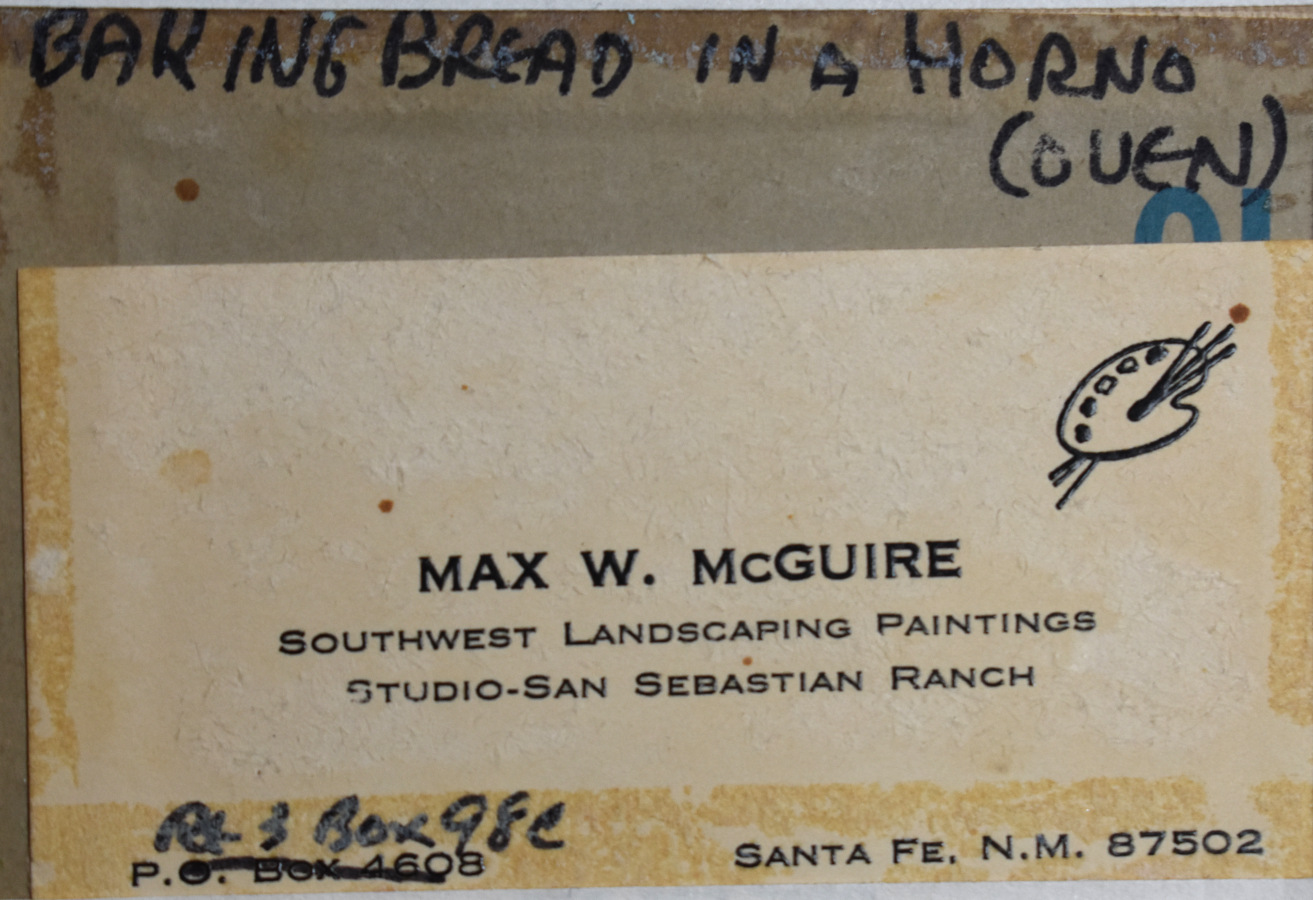 BAKING BREAD IN A HORNO
(OVEN)
MAX W. MCGUIRE
SOUTHWEST LANDSCAPING PAINTINGS
STUDIO-SAN SEBASTIAN RANCH
Rt 3 Box 98C
P.O. BOX 4608
SANTA FE, N.M. 87502